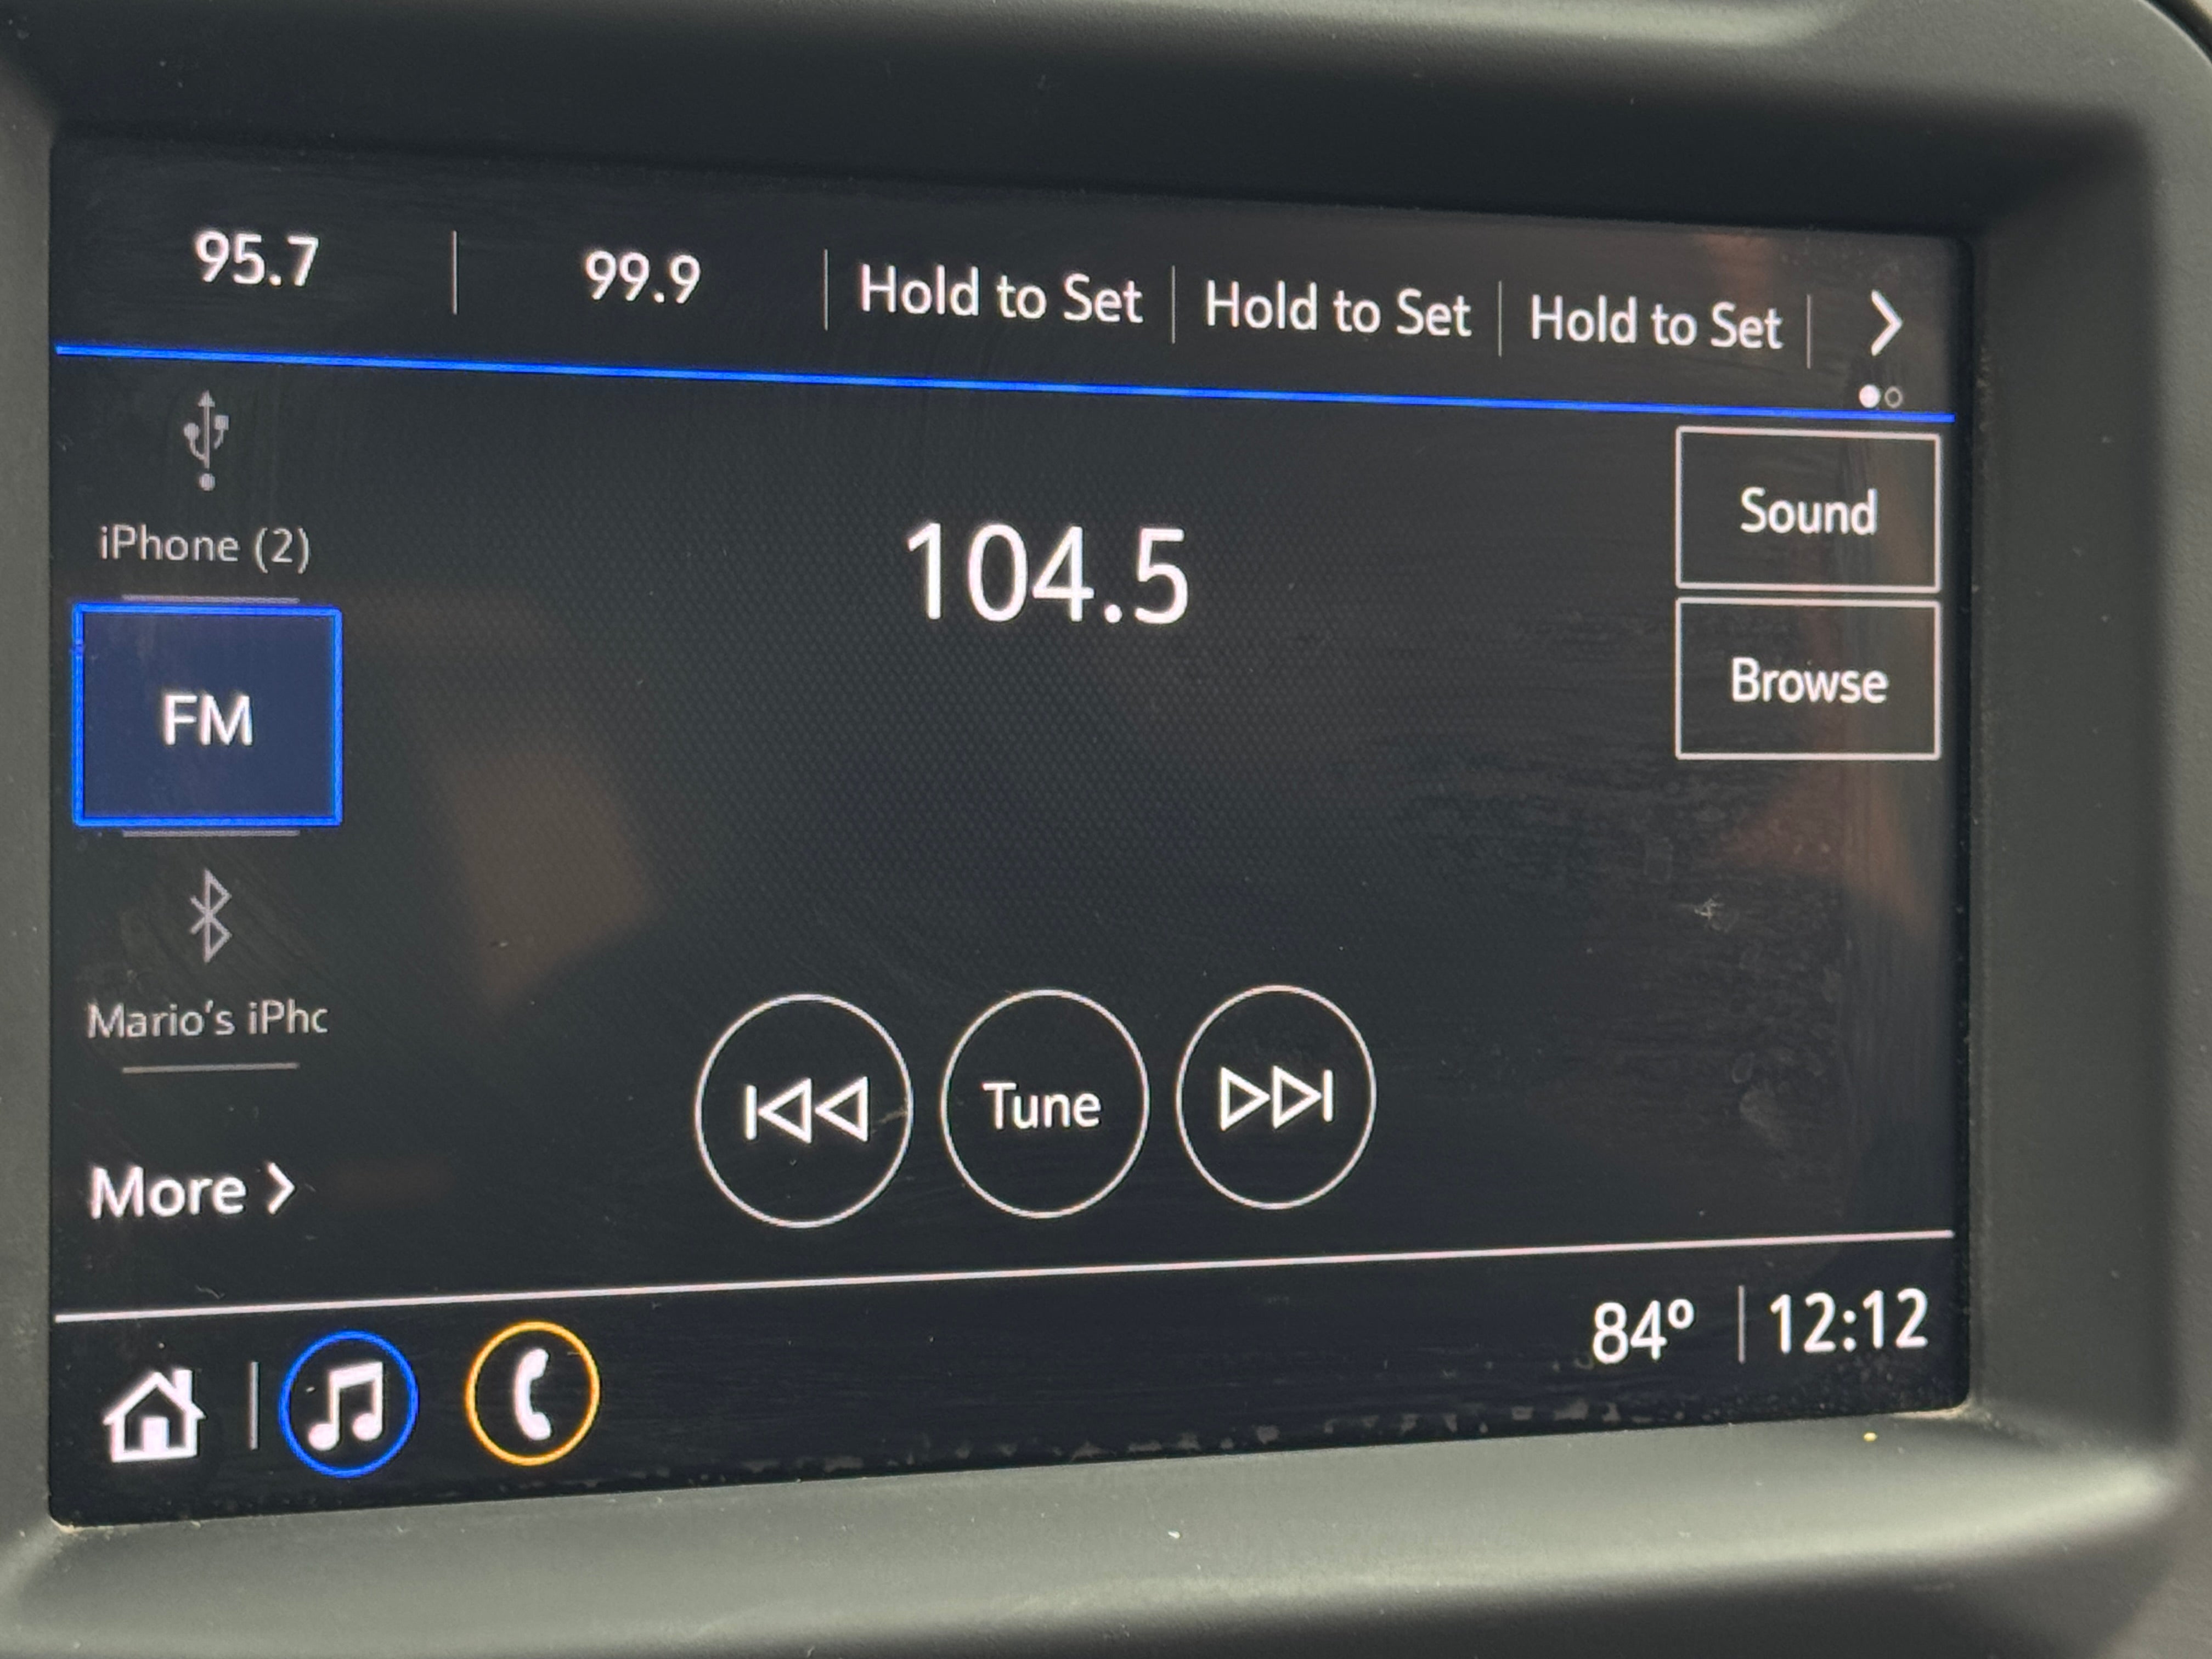 95.7 99.9 Hold to Set Hold to Set Hold to Set
iPhone (2)
104.5
Sound
FM
Browse
Mario's iPhc
Tune
More
84° 12:12